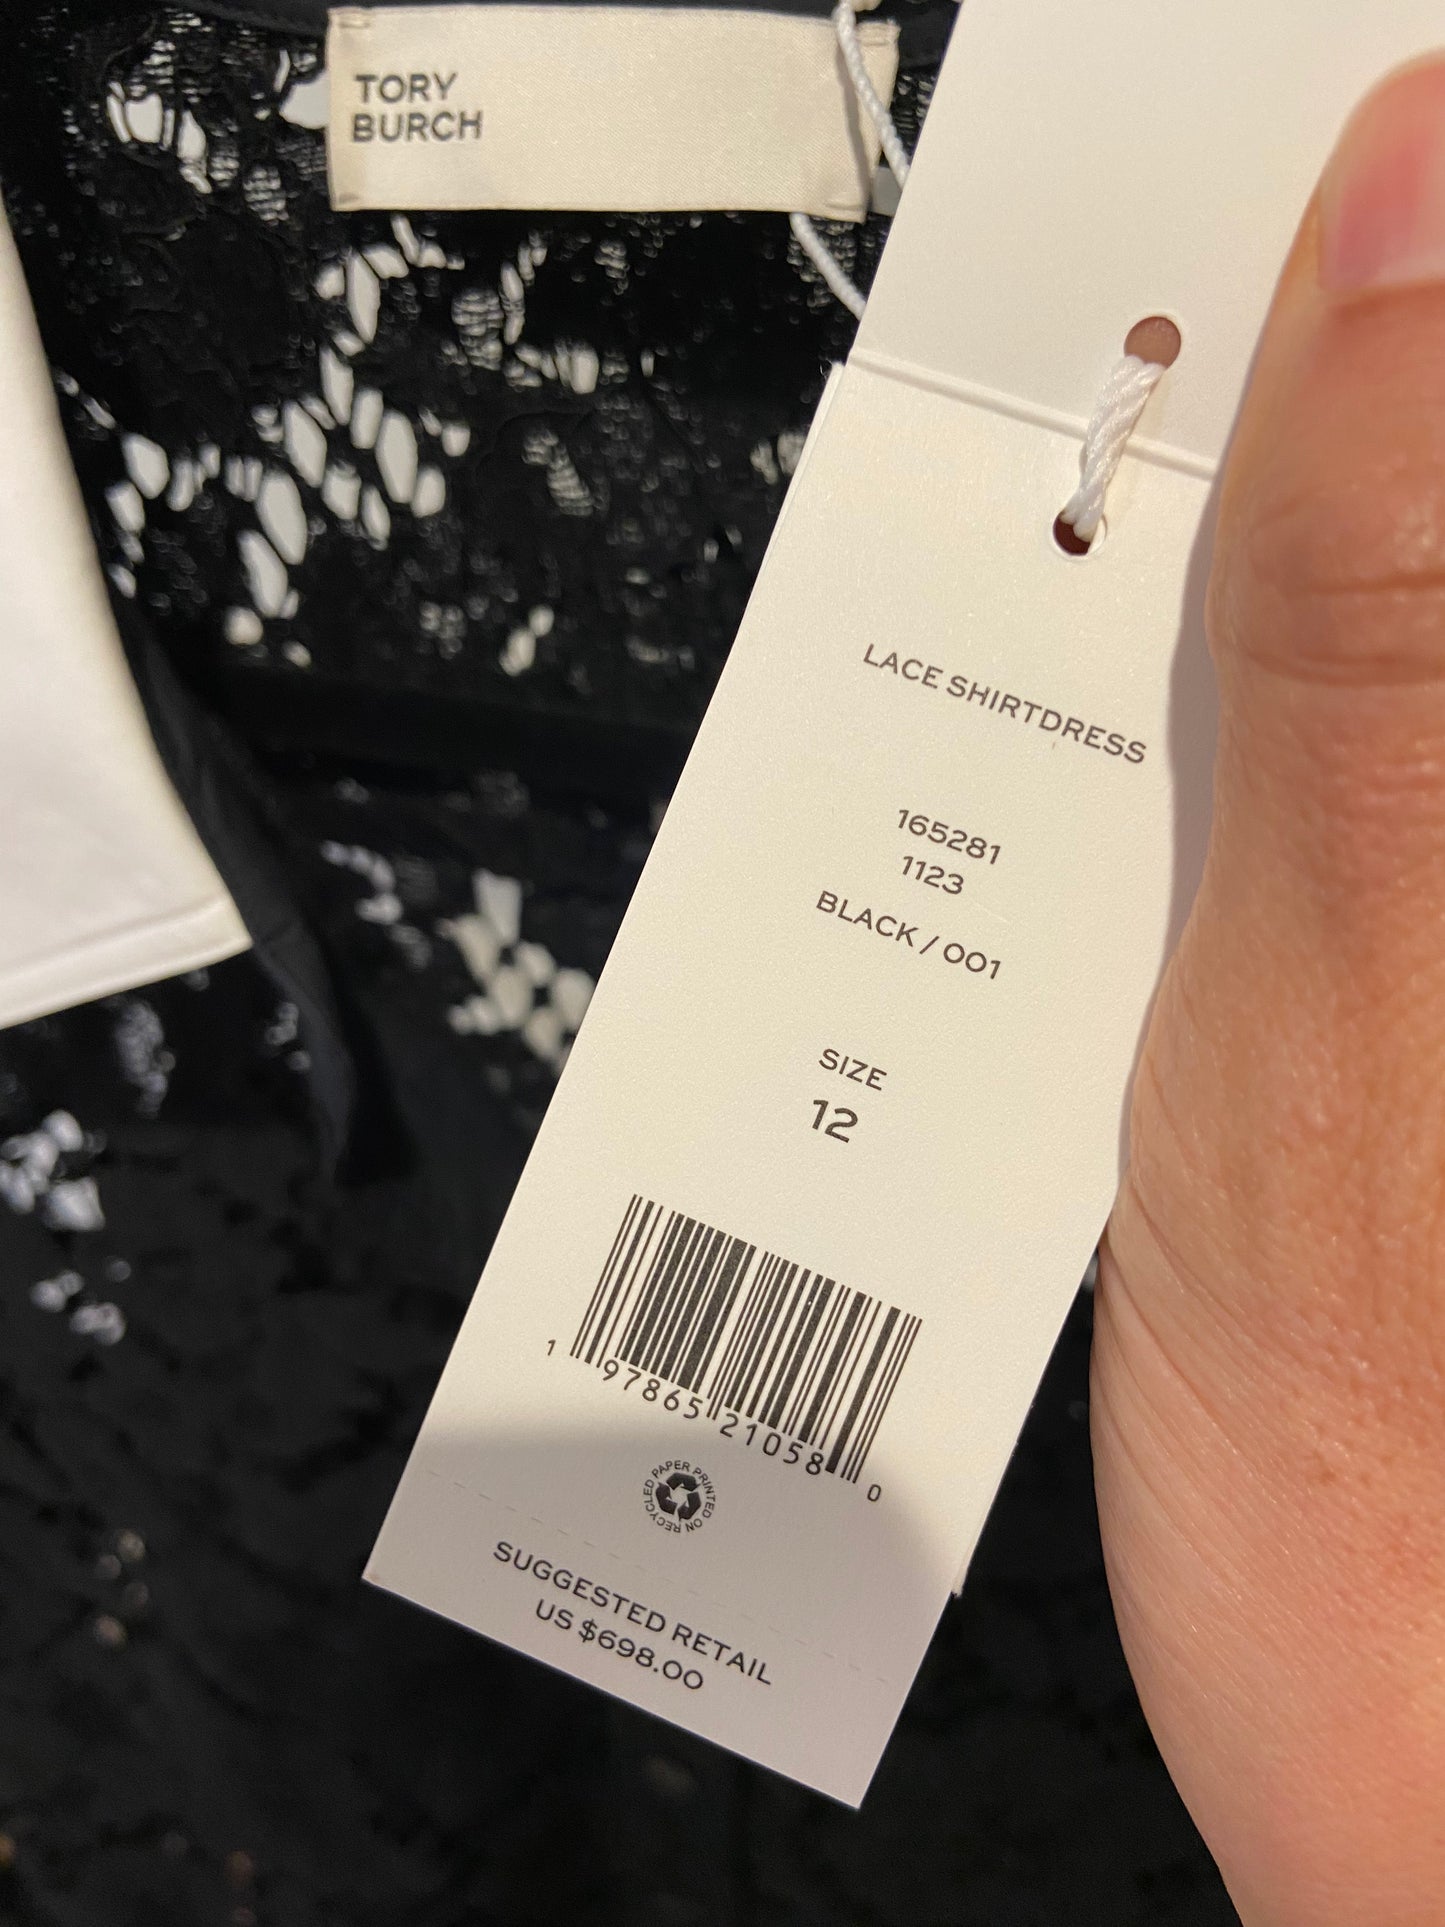 TORY
BURCH
LACE SHIRTDRESS
165281
1123
BLACK / 001
SIZE
12
1 97865 21058 0
PRINTED ON RECYCLED PAPER
SUGGESTED RETAIL
US $698.00